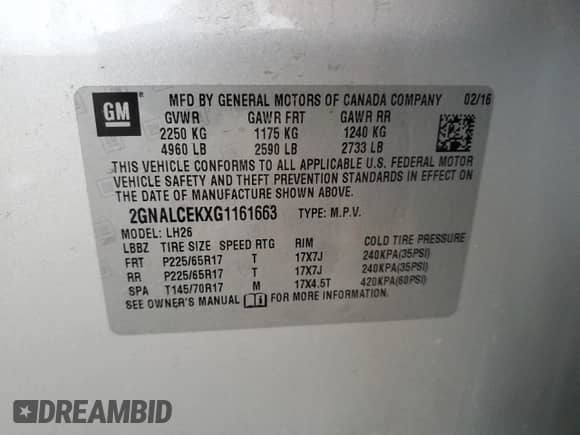 GM
®
MFD BY GENERAL MOTORS OF CANADA COMPANY 02/16
GVWR GAWR FRT GAWR RR
2250 KG 1175 KG 1240 KG
4960 LB 2590 LB 2733 LB
THIS VEHICLE CONFORMS TO ALL APPLICABLE U.S. FEDERAL MOTOR
VEHICLE SAFETY AND THEFT PREVENTION STANDARDS IN EFFECT ON
THE DATE OF MANUFACTURE SHOWN ABOVE.
2GNALCEKXG1161663 TYPE: M.P.V.
MODEL: LH26
LBBZ TIRE SIZE SPEED RTG RIM COLD TIRE PRESSURE
FRT P225/65R17 T 17X7J 240KPA(35PSI)
RR P225/65R17 T 17X7J 240KPA(35PSI)
SPA T145/70R17 M 17X4.5T 420KPA(60PSI)
SEE OWNER'S MANUAL FOR MORE INFORMATION.
DREAMBID